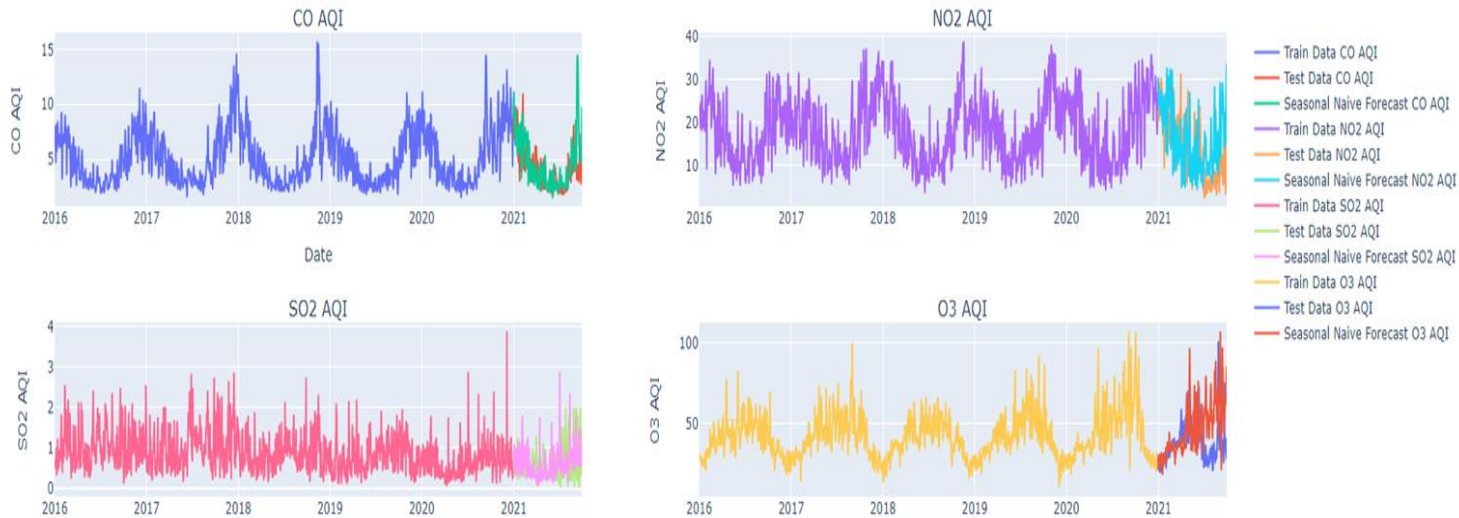 CO AQI
15
10
5
CO AQI
2016 2017 2018 2019 2020 2021
Date
NO2 AQI
40
30
20
10
NO2 AQI
2016 2017 2018 2019 2020 2021
SO2 AQI
4
3
2
1
0
SO2 AQI
2016 2017 2018 2019 2020 2021
O3 AQI
100
50
O3 AQI
2016 2017 2018 2019 2020 2021
Train Data CO AQI
Test Data CO AQI
Seasonal Naive Forecast CO AQI
Train Data NO2 AQI
Test Data NO2 AQI
Seasonal Naive Forecast NO2 AQI
Train Data SO2 AQI
Test Data SO2 AQI
Seasonal Naive Forecast SO2 AQI
Train Data O3 AQI
Test Data O3 AQI
Seasonal Naive Forecast O3 AQI